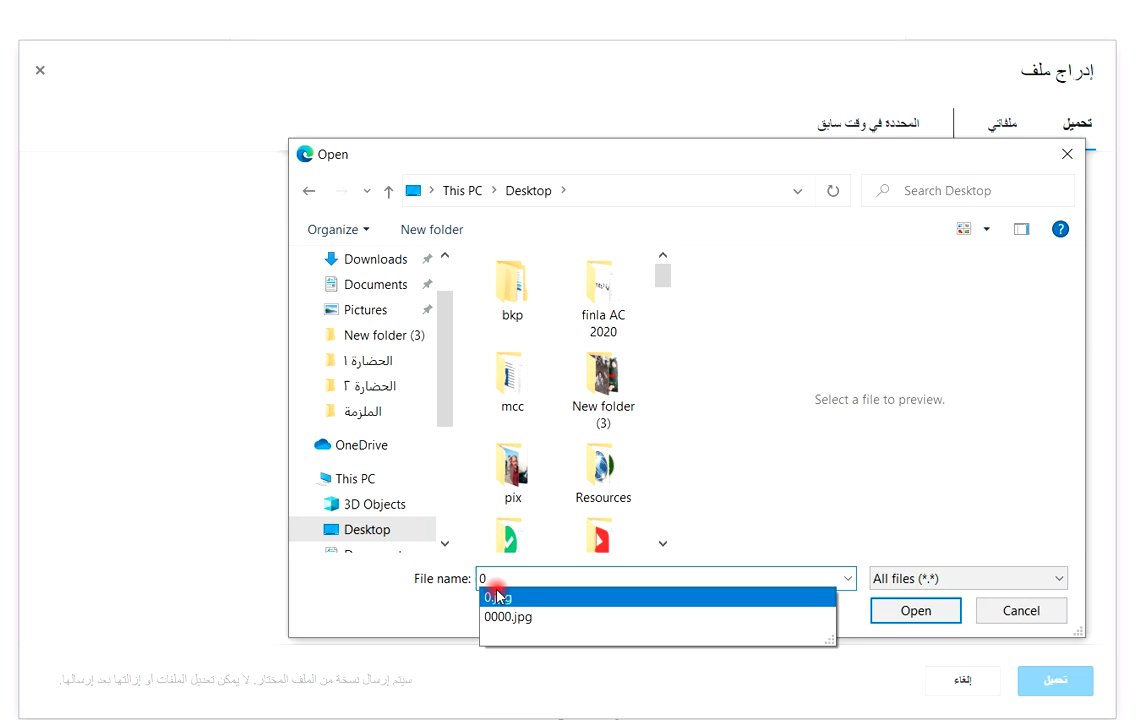 إدراج ملف
تحميل
ملفاتي
المحددة في وقت سابق
Open
This PC
Desktop
Search Desktop
Organize
New folder
Downloads
Documents
Pictures
New folder (3)
الحضارة ١
الحضارة ٢
الملزمة
OneDrive
This PC
3D Objects
Desktop
bkp
finla AC
2020
mcc
New folder
(3)
pix
Resources
Select a file to preview.
File name: 0
All files (*.*)
0.jpg
0000.jpg
Open
Cancel
سيتم إرسال نسخة من الملف المختار. لا يمكن تعديل الملفات أو إزالتها بعد إرسالها.
إلغاء
تحميل